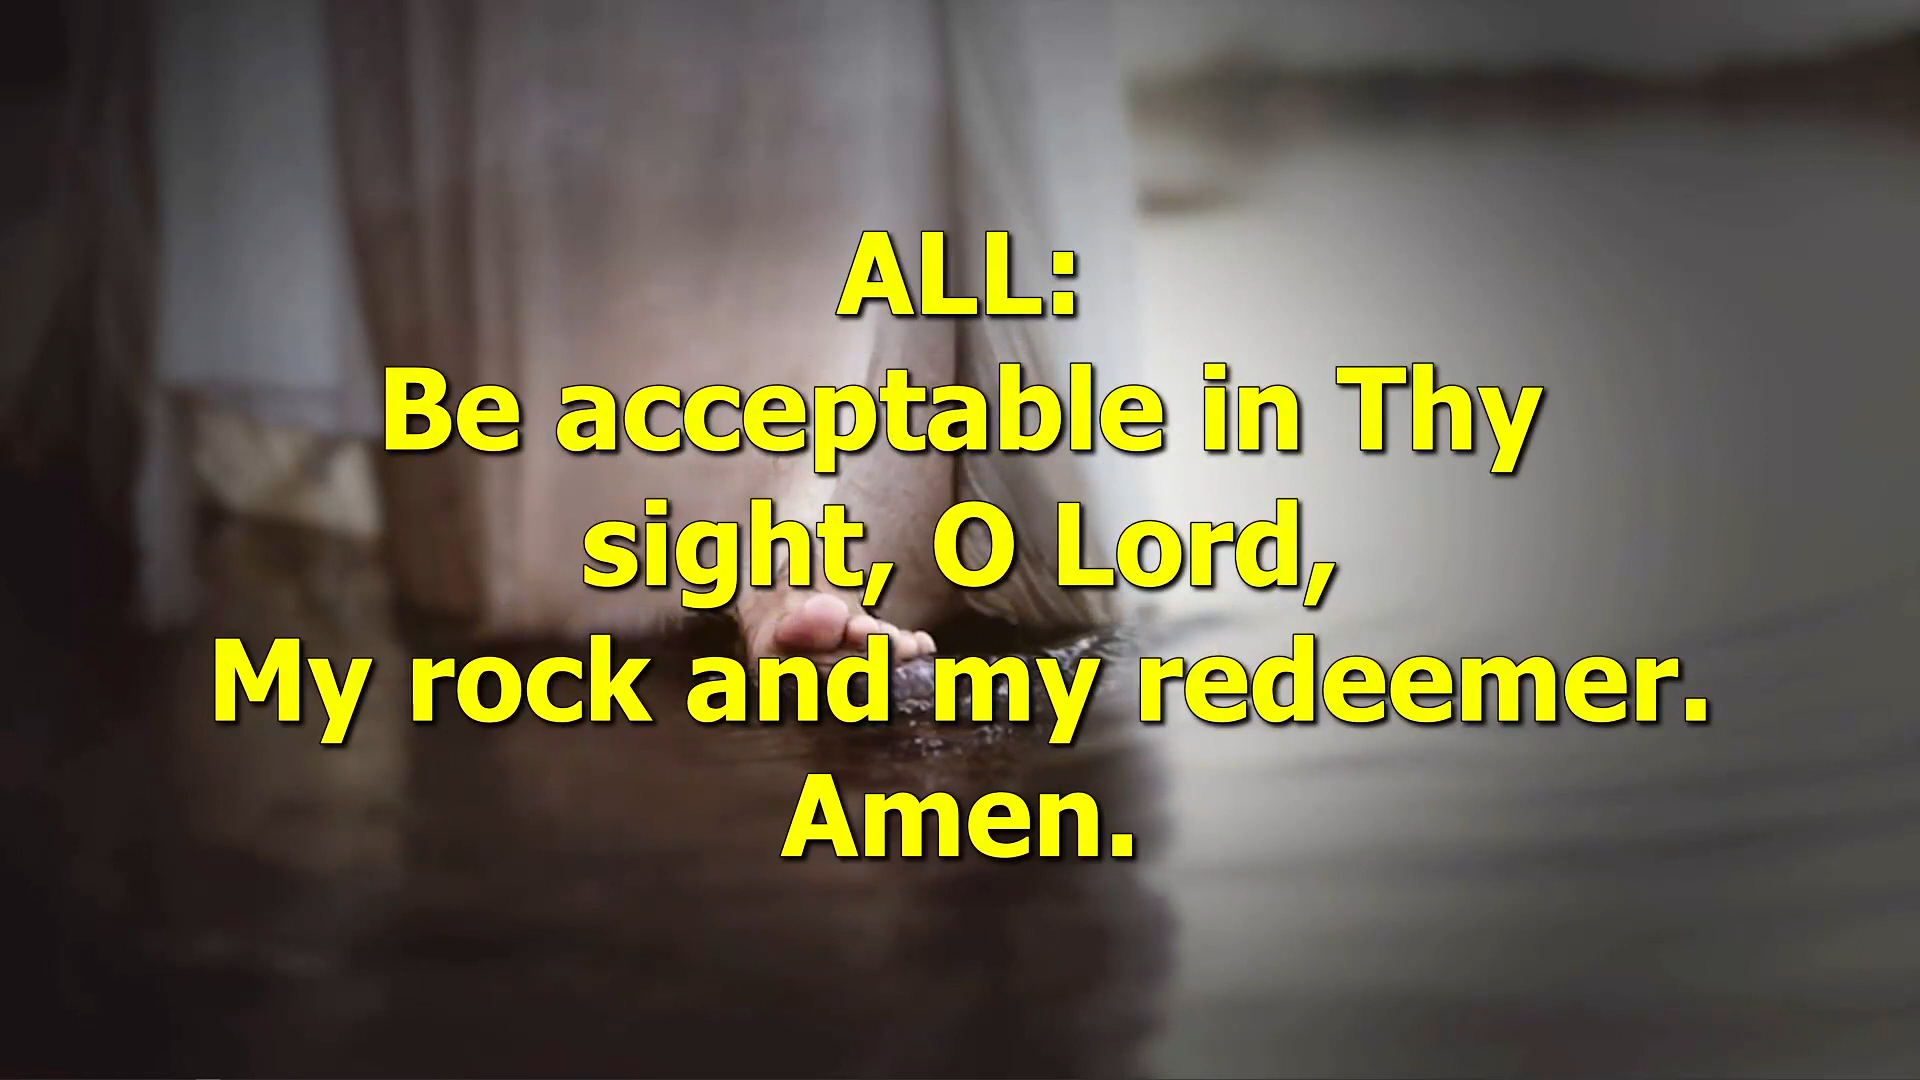 ALL:
Be acceptable in Thy
sight, O Lord,
My rock and my redeemer.
Amen.